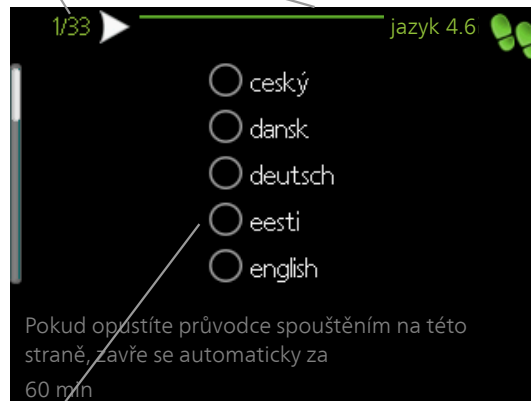 1/33
jazyk 4.6
ceský
dansk
deutsch
eesti
english
Pokud opustíte průvodce spouštěním na této
straně, zavře se automaticky za
60 min